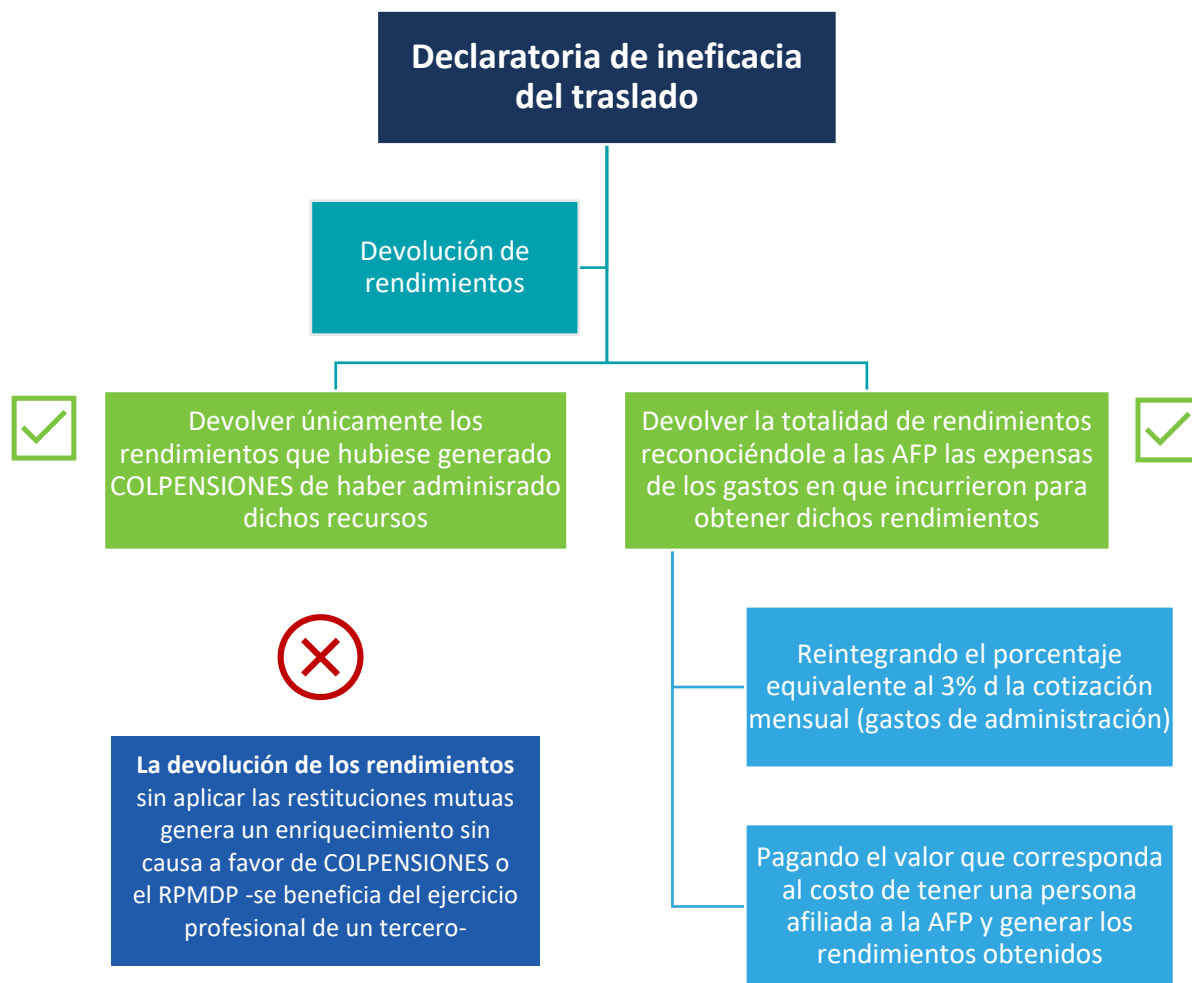 Declaratoria de ineficacia
del traslado
Devolución de
rendimientos
Devolver únicamente los
rendimientos que hubiese generado
COLPENSIONES de haber adminisrado
dichos recursos
Devolver la totalidad de rendimientos
reconociéndole a las AFP las expensas
de los gastos en que incurrieron para
obtener dichos rendimientos
Reintegrando el porcentaje
equivalente al 3% d la cotización
mensual (gastos de administración)
La devolución de los rendimientos
sin aplicar las restituciones mutuas
genera un enriquecimiento sin
causa a favor de COLPENSIONES o
el RPMDP -se beneficia del ejercicio
profesional de un tercero-
Pagando el valor que corresponda
al costo de tener una persona
afiliada a la AFP y generar los
rendimientos obtenidos